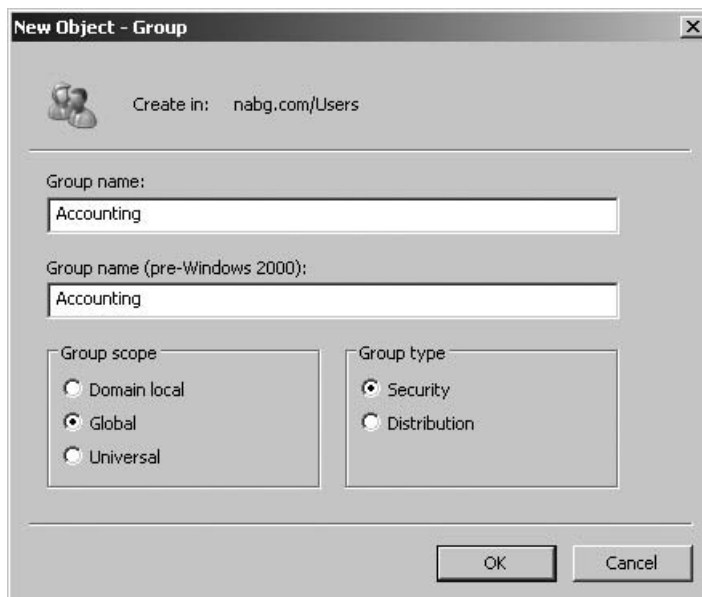 New Object - Group
Create in: nabg.com/Users
Group name:
Accounting
Group name (pre-Windows 2000):
Accounting
Group scope
Domain local
Global
Universal
Group type
Security
Distribution
OK Cancel